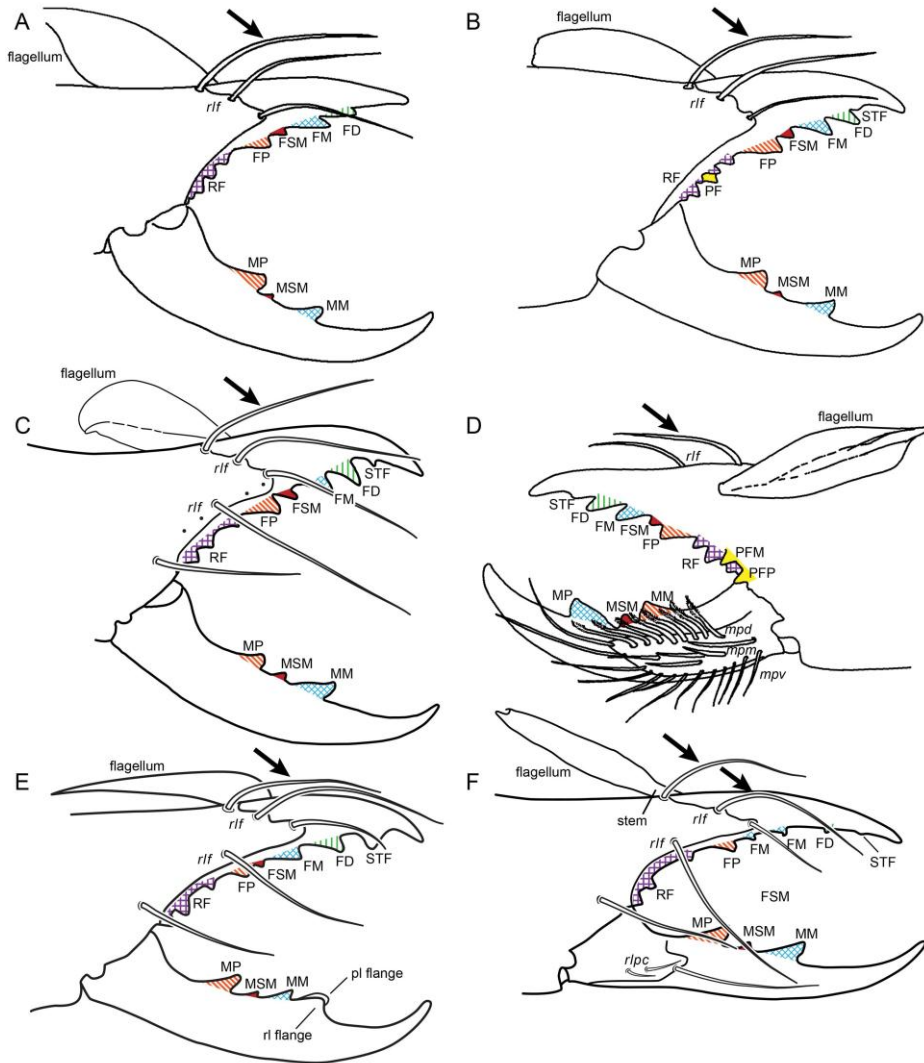 A
flagellum
rlf
FD
FM
FSM
FP
RF
MP
MSM
MM
B
flagellum
rlf
STF
FD
FM
FSM
FP
RF
PF
MP
MSM
MM
C
flagellum
rlf
STF
FD
FM
rlf
FSM
FP
RF
MP
MSM
MM
D
flagellum
rlf
STF
FD
FM
FSM
FP
RF
PFM
PFP
MP
MSM
MM
mpd
mpm
mpv
E
flagellum
rlf
STF
FD
FM
rlf
FSM
FP
RF
MP
MSM
MM
pl flange
rl flange
F
flagellum
stem
rlf
rlf
FP
FM
FM
FD
STF
RF
FSM
MP
MSM
MM
rlpc